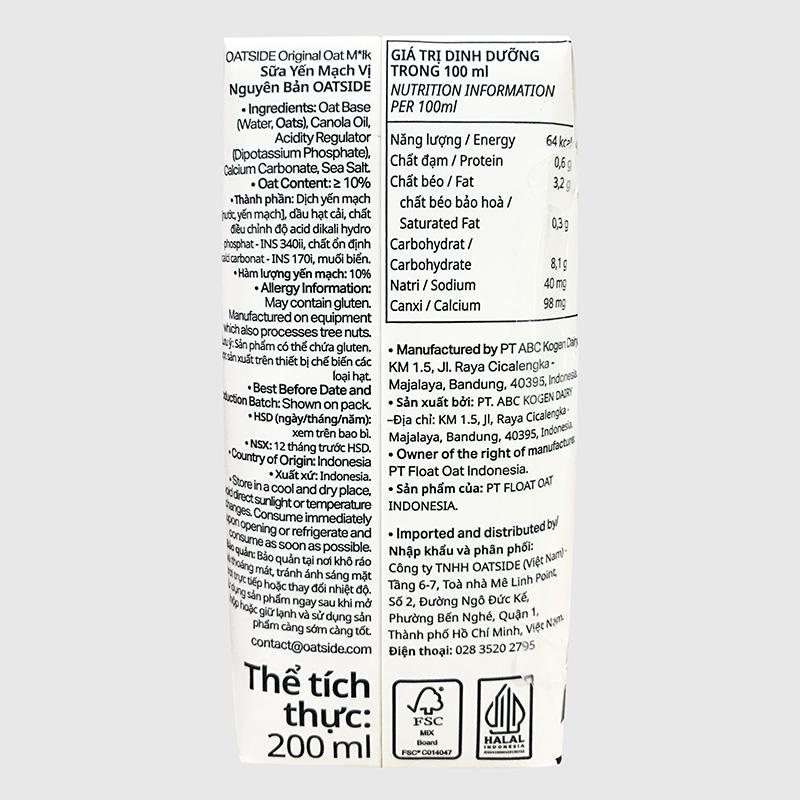 OATSIDE Original Oat M*lk
Sữa Yến Mạch Vị
Nguyên Bản OATSIDE
• Ingredients: Oat Base
(Water, Oats), Canola Oil,
Acidity Regulator
(Dipotassium Phosphate),
Calcium Carbonate, Sea Salt.
• Oat Content: ≥ 10%
• Thành phần: Dịch yến mạch
yến mạch], dầu hạt cải, chất
điều chỉnh độ acid dikali hydro
phosphat - INS 340ii, chất ổn định
carbonat - INS 170i, muối biển.
• Hàm lượng yến mạch: 10%
• Allergy Information:
May contain gluten.
Manufactured on equipment
which also processes tree nuts.
Sản phẩm có thể chứa gluten.
sản xuất trên thiết bị chế biến các
loại hạt.
• Best Before Date and
Batch: Shown on pack.
• HSD (ngày/tháng/năm):
xem trên bao bì.
• NSX: 12 tháng trước HSD.
• Country of Origin: Indonesia
• Xuất xứ: Indonesia.
• Store in a cool and dry place,
direct sunlight or temperature
Consume immediately
upon opening or refrigerate and
consume as soon as possible.
quản: Bảo quản tại nơi khô ráo
thoáng mát, tránh ánh sáng mặt
trực tiếp hoặc thay đổi nhiệt độ.
dụng sản phẩm ngay sau khi mở
hộp hoặc giữ lạnh và sử dụng sản
phẩm càng sớm càng tốt.
contact@oatside.com
Thể tích
thực:
200 ml
GIÁ TRỊ DINH DƯỠNG
TRONG 100 ml
NUTRITION INFORMATION
PER 100ml
Năng lượng / Energy 64 kcal
Chất đạm / Protein 0,6 g
Chất béo / Fat 3,2 g
chất béo bão hoà /
Saturated Fat 0,3 g
Carbohydrat /
Carbohydrate 8,1 g
Natri / Sodium 40 mg
Canxi / Calcium 98 mg
• Manufactured by PT ABC Kogen Dairy
KM 1.5, Jl. Raya Cicalengka -
Majalaya, Bandung, 40395, Indonesia.
• Sản xuất bởi: PT. ABC KOGEN DAIRY
–Địa chỉ: KM 1.5, Jl, Raya Cicalengka -
Majalaya, Bandung, 40395, Indonesia.
• Owner of the right of manufacture:
PT Float Oat Indonesia.
• Sản phẩm của: PT FLOAT OAT
INDONESIA.
• Imported and distributed by/
Nhập khẩu và phân phối:
Công ty TNHH OATSIDE (Việt Nam) -
Tầng 6-7, Toà nhà Mê Linh Point,
Số 2, Đường Ngô Đức Kế,
Phường Bến Nghé, Quận 1,
Thành phố Hồ Chí Minh, Việt Nam.
Điện thoại: 028 3520 2795
FSC
MIX
Board
FSC® C014047
HALAL
INDONESIA